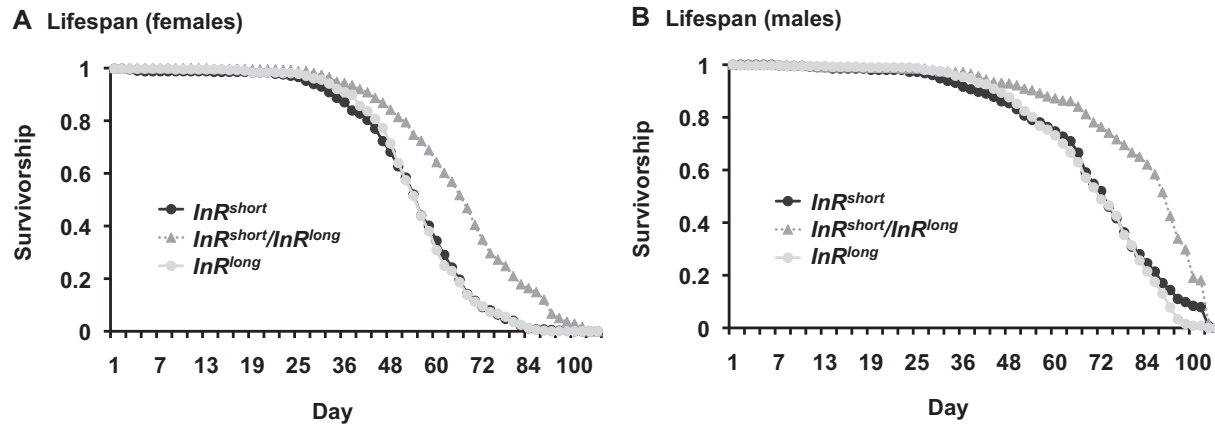 A Lifespan (females)
Survivorship
1
0.8
0.6
0.4
0.2
0
InR^short
InR^short/InR^long
InR^long
1 7 13 19 25 36 48 60 72 84 100
Day
B Lifespan (males)
Survivorship
1
0.8
0.6
0.4
0.2
0
InR^short
InR^short/InR^long
InR^long
1 7 13 19 25 36 48 60 72 84 100
Day